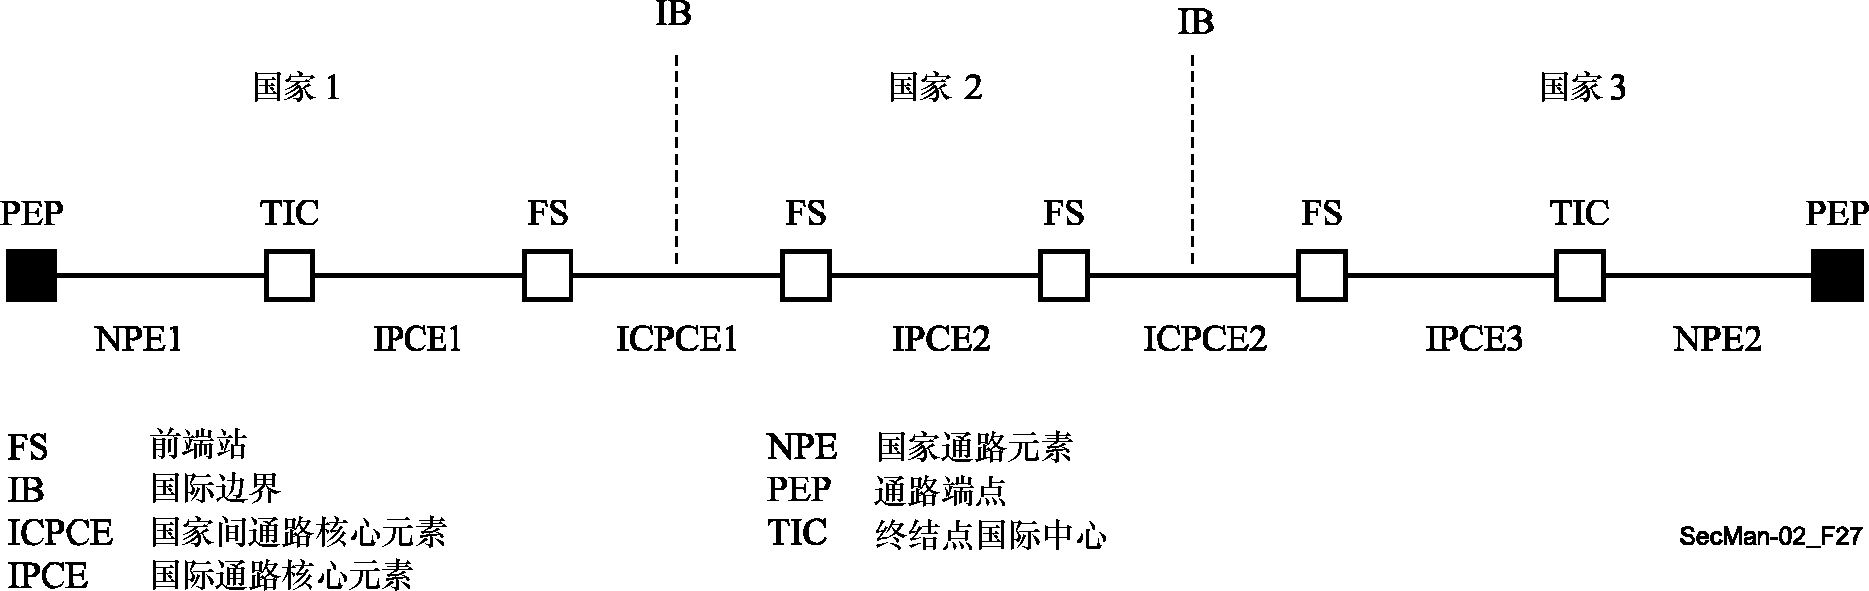 IB IB
国家 1 国家 2 国家 3
PEP TIC FS FS FS FS TIC PEP
NPE1 IPCE1 ICPCE1 IPCE2 ICPCE2 IPCE3 NPE2
FS 前端站
IB 国际边界
ICPCE 国家间通路核心元素
IPCE 国际通路核心元素
NPE 国家通路元素
PEP 通路端点
TIC 终结点国际中心
SecMan-02_F27